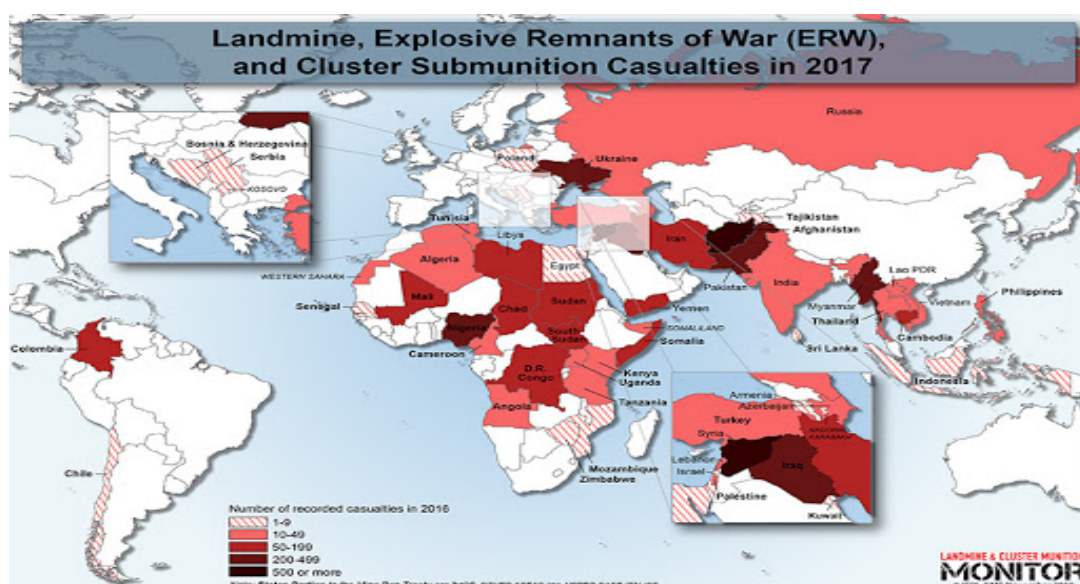 Landmine, Explosive Remnants of War (ERW),
and Cluster Submunition Casualties in 2017
Russia
Bosnia & Herzegovina
Serbia
KOSOVO
Poland
Ukraine
Tajikistan
Afghanistan
Tunisia
Libya
Iran
Algeria
Egypt
WESTERN SAHARA
Pakistan
India
Lao PDR
Mali
Senegal
Chad
Sudan
Yemen
Myanmar
Vietnam
Philippines
Thailand
Nigeria
South
Sudan
SOMALILAND
Somalia
Cambodia
Sri Lanka
Colombia
Cameroon
D.R.
Congo
Kenya
Uganda
Indonesia
Tanzania
Angola
Armenia
Azerbaijan
Turkey
NAGORNO-
KARABAKH
Syria
Lebanon
Iraq
Israel
Chile
Mozambique
Zimbabwe
Palestine
Kuwait
Number of recorded casualties in 2016
1-9
10-49
50-199
200-499
500 or more
LANDMINE & CLUSTER MUNITION
MONITOR